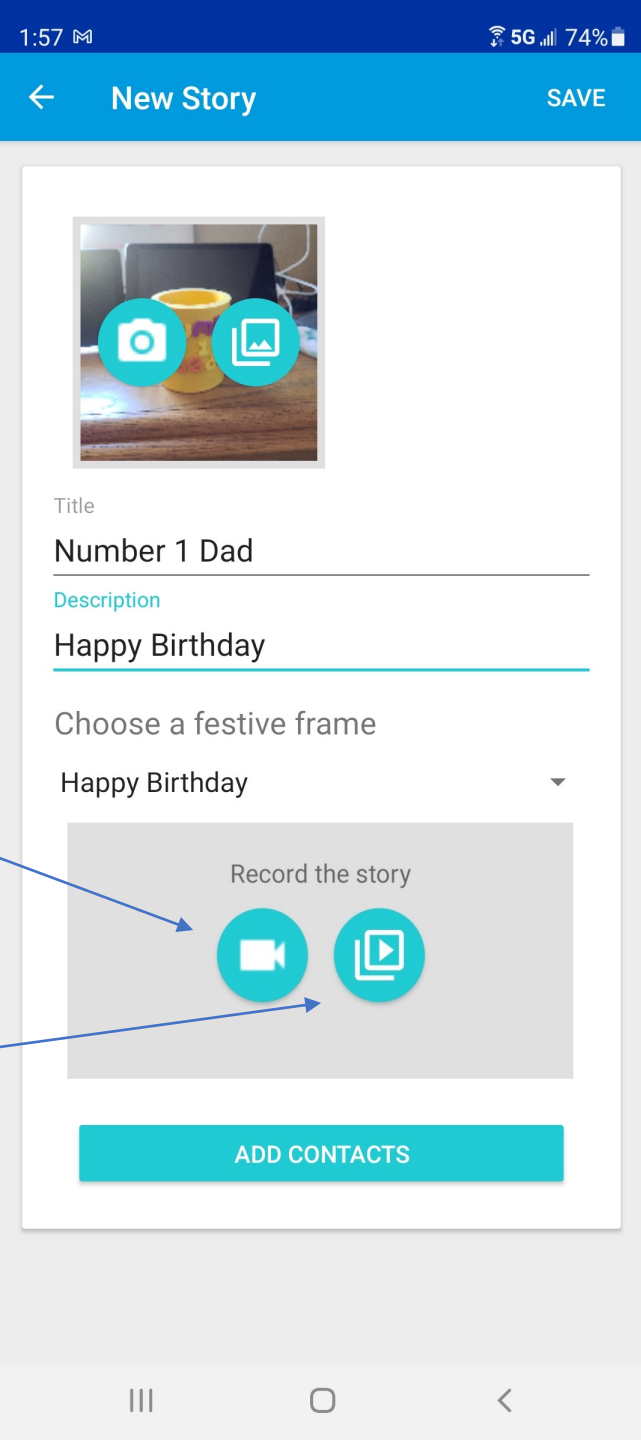 1:57 5G 74%
New Story SAVE
Title
Number 1 Dad
Description
Happy Birthday
Choose a festive frame
Happy Birthday
Record the story
ADD CONTACTS